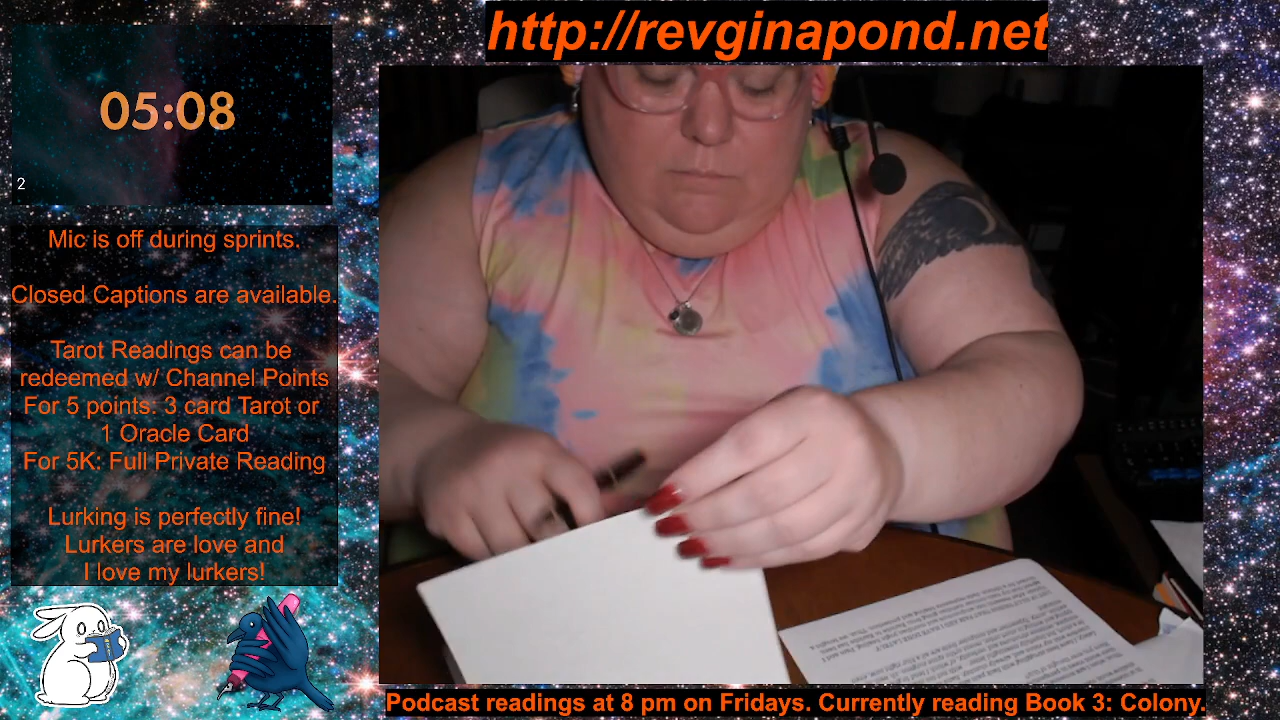 http://revginapond.net
05:08
2
Mic is off during sprints.
Closed Captions are available.
Tarot Readings can be
redeemed w/ Channel Points
For 5 points: 3 card Tarot or
1 Oracle Card
For 5K: Full Private Reading
Lurking is perfectly fine!
Lurkers are love and
I love my lurkers!
Podcast readings at 8 pm on Fridays. Currently reading Book 3: Colony.